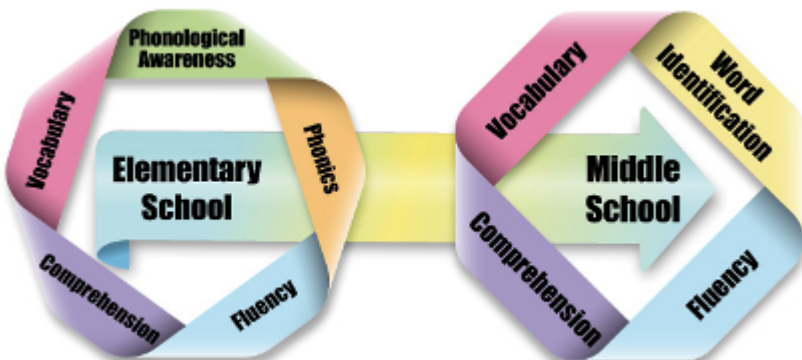 Phonological
Awareness
Vocabulary
Phonics
Elementary
School
Comprehension
Fluency
Vocabulary
Word
Identification
Middle
School
Comprehension
Fluency